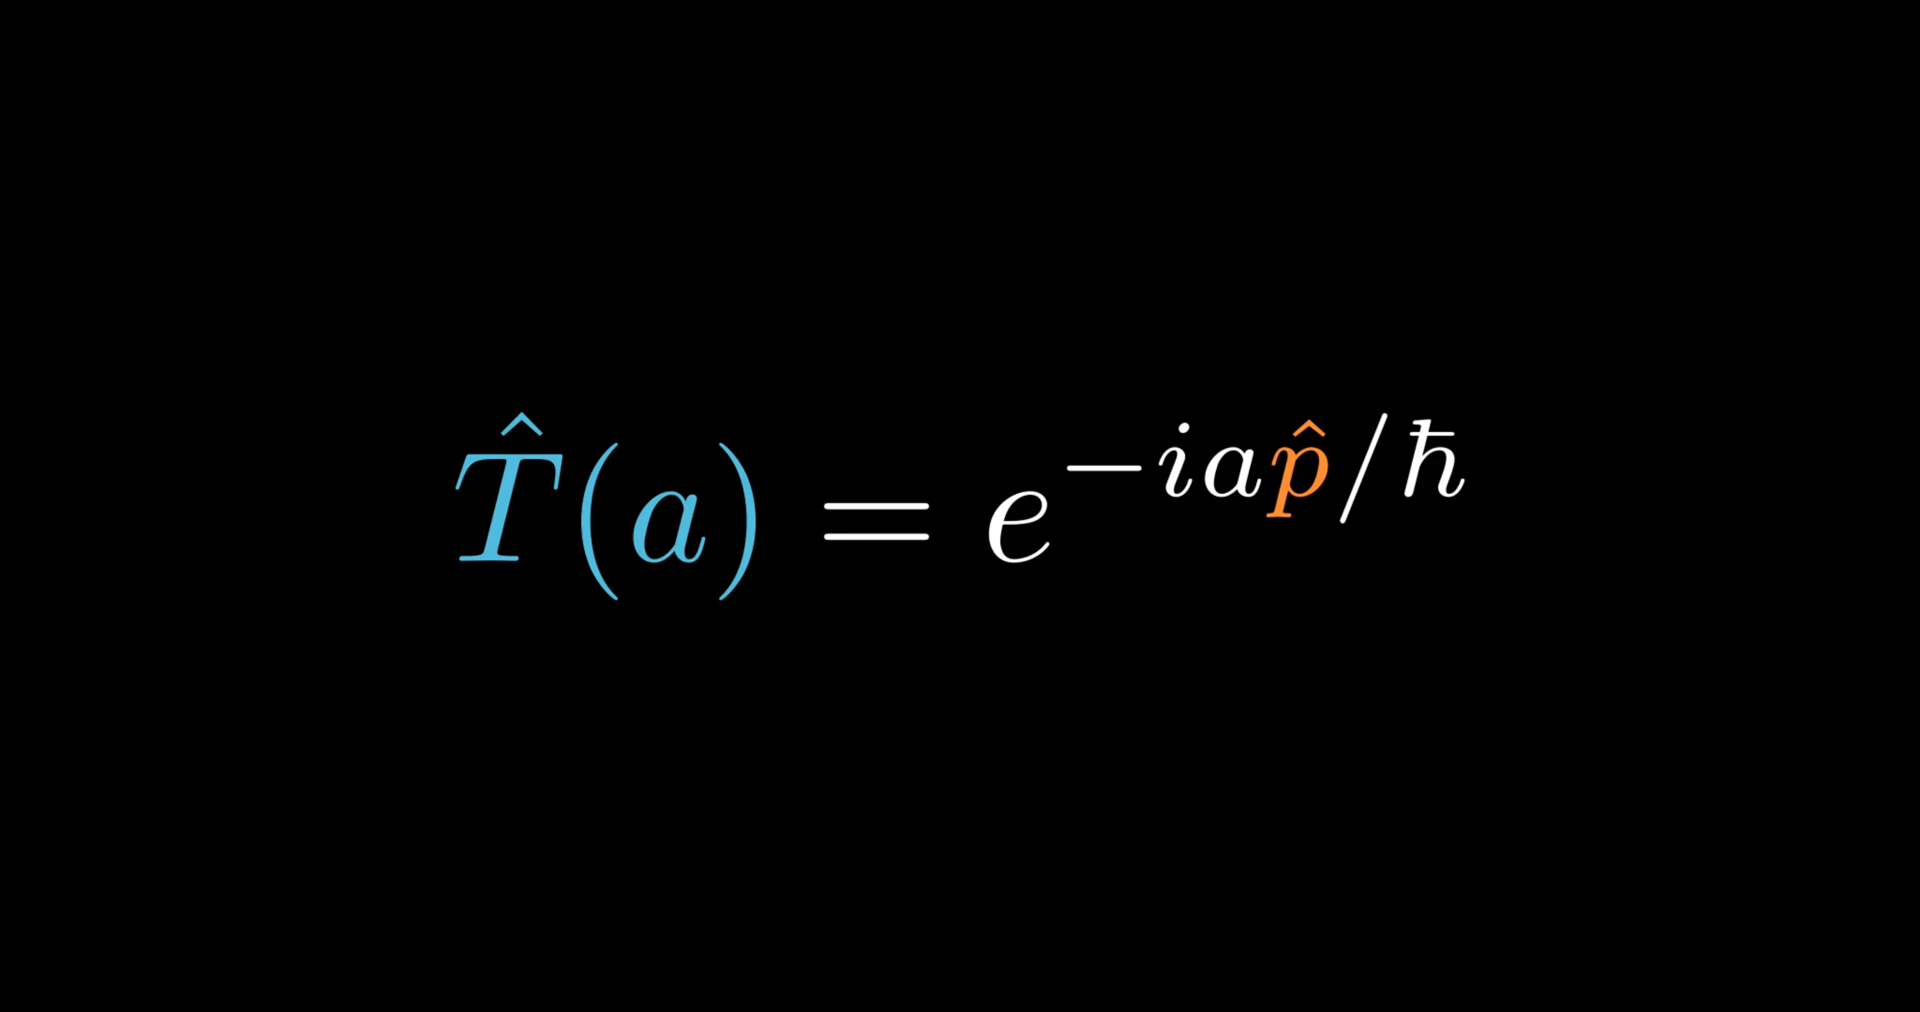 T̂(a) = e^{−iap̂/ℏ}